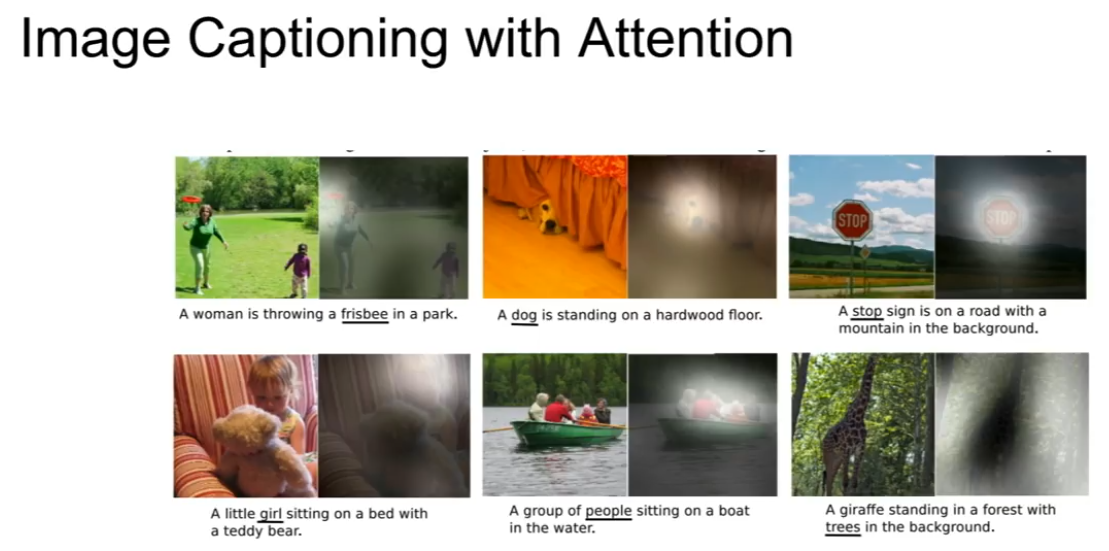 Image Captioning with Attention
STOP
STOP
A woman is throwing a frisbee in a park.
A dog is standing on a hardwood floor.
A stop sign is on a road with a
mountain in the background.
A little girl sitting on a bed with
a teddy bear.
A group of people sitting on a boat
in the water.
A giraffe standing in a forest with
trees in the background.